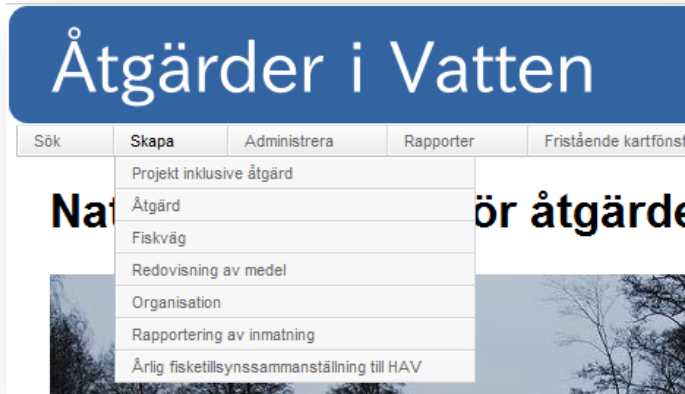 Åtgärder i Vatten
Sök Skapa Administrera Rapporter Fristående kartfönst
Projekt inklusive åtgärd
Nat ör åtgärde
Åtgärd
Fiskväg
Redovisning av medel
Organisation
Rapportering av inmatning
Årlig fisketillsynssammanställning till HAV